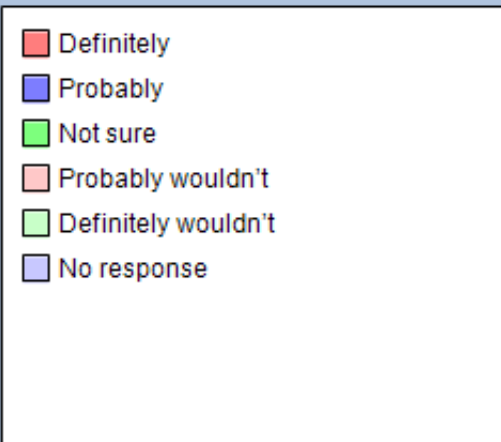 Definitely
Probably
Not sure
Probably wouldn't
Definitely wouldn't
No response